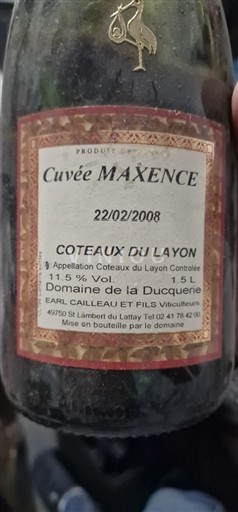 PRODUIT DE
Cuvée MAXENCE
22/02/2008
COTEAUX DU LAYON
Appellation Coteaux du Layon Controlée
11.5 % Vol. 1.5 L
Domaine de la Ducquerie
EARL CAILLEAU ET FILS Viticulteurs
49750 St Lambert du Lattay Tel 02 41 78 42 00
Mise en bouteille par le domaine